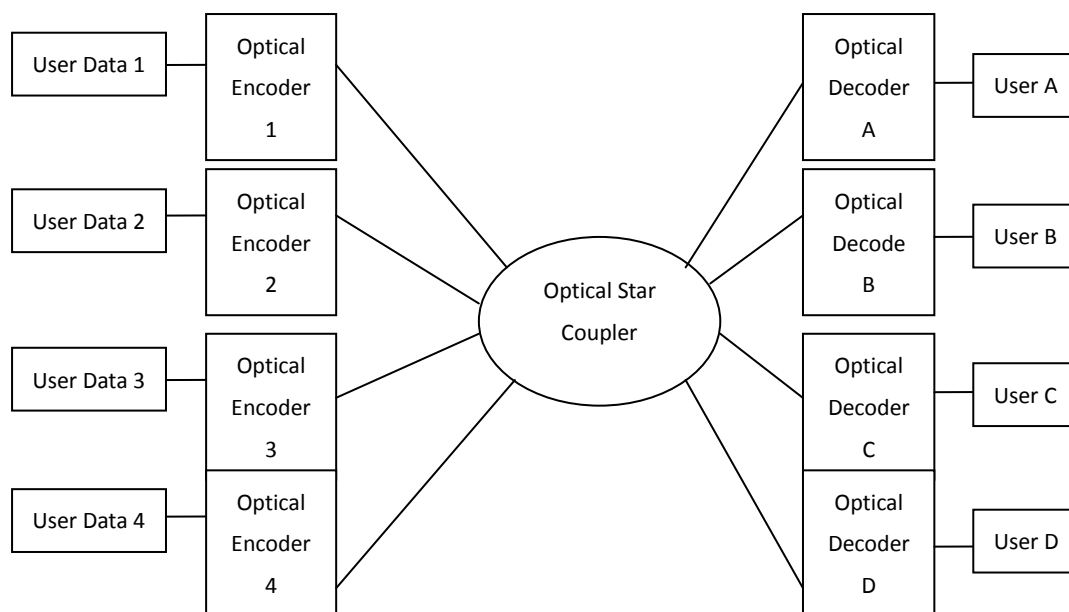 User Data 1
Optical
Encoder
1
User Data 2
Optical
Encoder
2
User Data 3
Optical
Encoder
3
User Data 4
Optical
Encoder
4
Optical Star
Coupler
Optical
Decoder
A
User A
Optical
Decode
B
User B
Optical
Decoder
C
User C
Optical
Decoder
D
User D